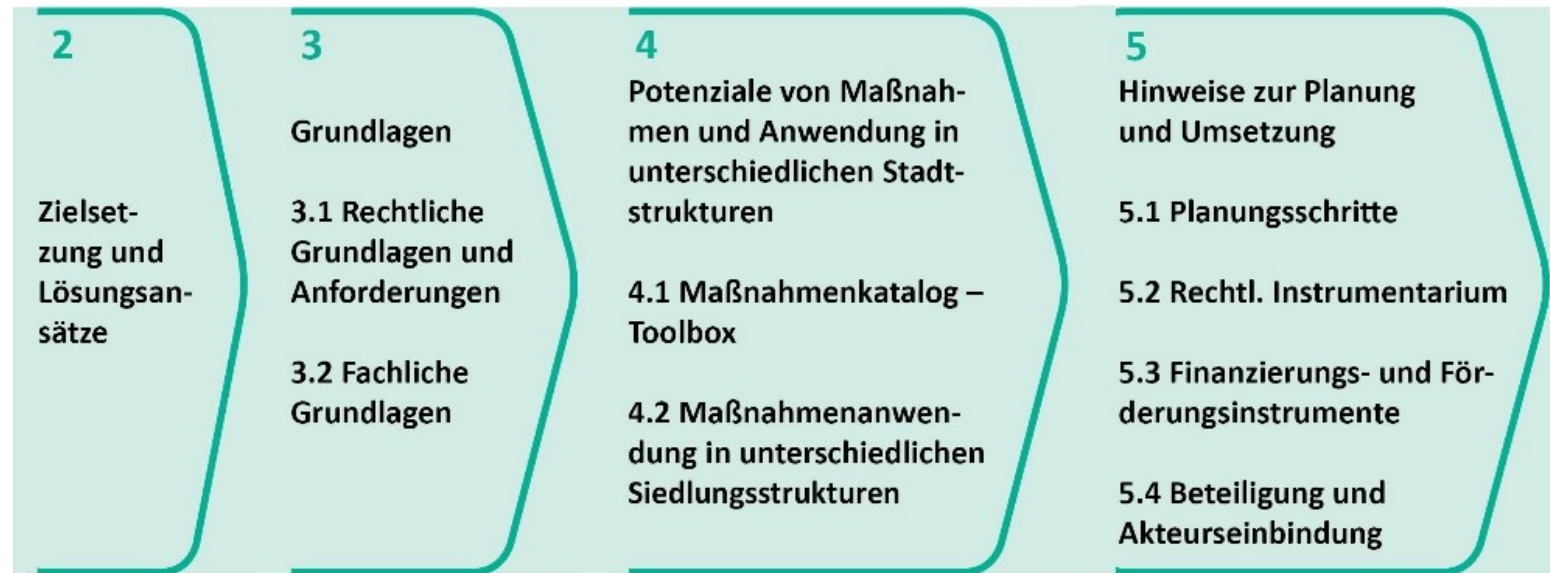 2
Zielset-
zung und
Lösungsan-
sätze
3
Grundlagen
3.1 Rechtliche
Grundlagen und
Anforderungen
3.2 Fachliche
Grundlagen
4
Potenziale von Maßnah-
men und Anwendung in
unterschiedlichen Stadt-
strukturen
4.1 Maßnahmenkatalog –
Toolbox
4.2 Maßnahmenanwen-
dung in unterschiedlichen
Siedlungsstrukturen
5
Hinweise zur Planung
und Umsetzung
5.1 Planungsschritte
5.2 Rechtl. Instrumentarium
5.3 Finanzierungs- und För-
derungsinstrumente
5.4 Beteiligung und
Akteurseinbindung